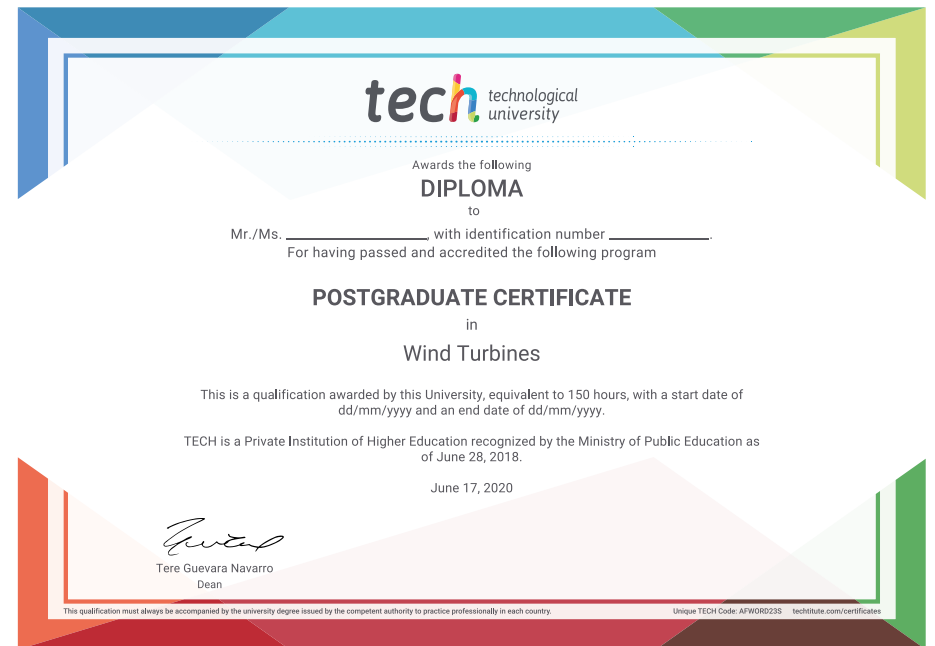 tech technological
university
Awards the following
DIPLOMA
to
Mr./Ms. ____________________, with identification number ______________.
For having passed and accredited the following program
POSTGRADUATE CERTIFICATE
in
Wind Turbines
This is a qualification awarded by this University, equivalent to 150 hours, with a start date of
dd/mm/yyyy and an end date of dd/mm/yyyy.
TECH is a Private Institution of Higher Education recognized by the Ministry of Public Education as
of June 28, 2018.
June 17, 2020
Tere Guevara Navarro
Dean
This qualification must always be accompanied by the university degree issued by the competent authority to practice professionally in each country. Unique TECH Code: AFWORD23S techtitute.com/certificates